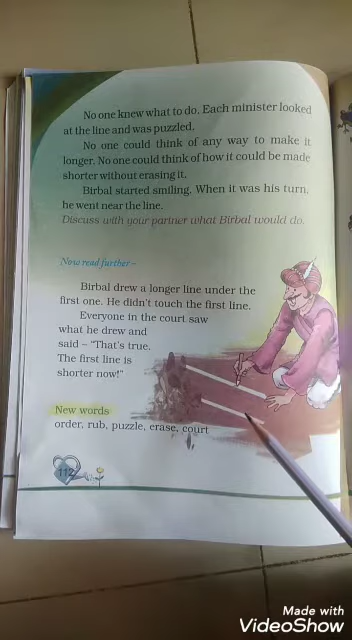 No one knew what to do. Each minister looked
at the line and was puzzled.
No one could think of any way to make it
longer. No one could think of how it could be made
shorter without erasing it.
Birbal started smiling. When it was his turn,
he went near the line.
Discuss with your partner what Birbal would do.
Now read further –
Birbal drew a longer line under the
first one. He didn't touch the first line.
Everyone in the court saw
what he drew and
said – "That's true.
The first line is
shorter now!"
New words
order, rub, puzzle, erase, court
112
Made with
VideoShow